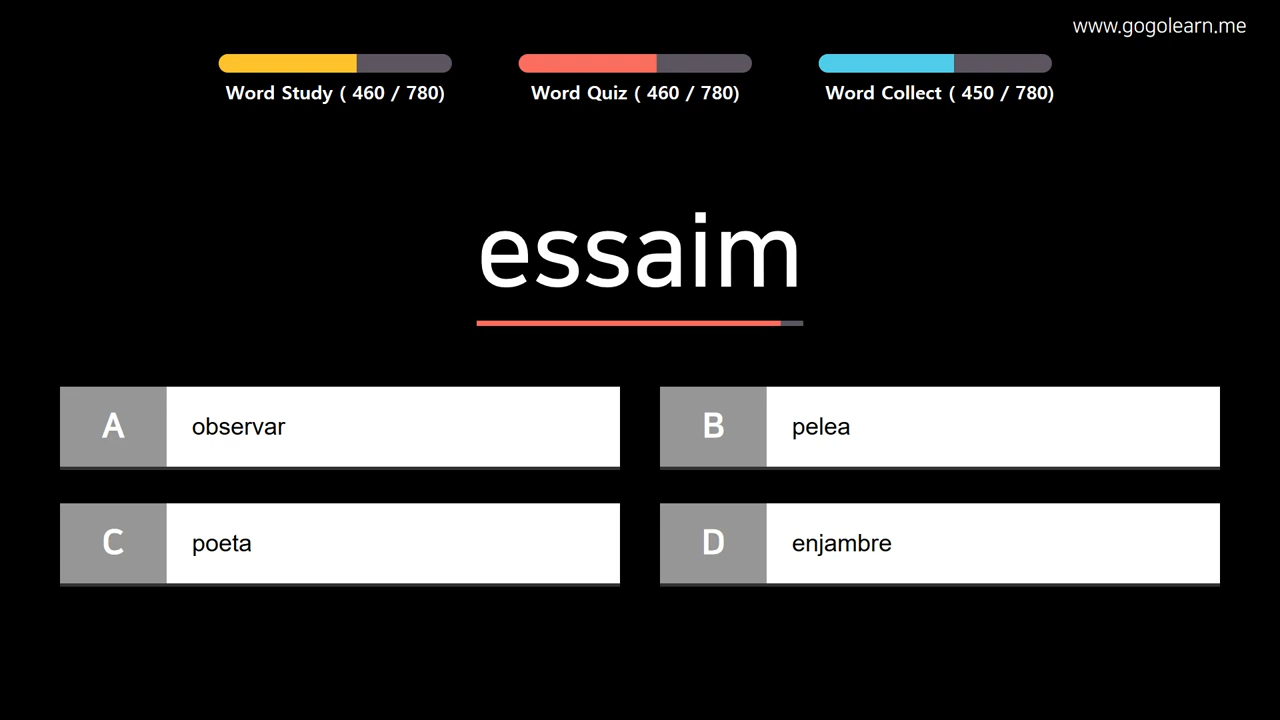 www.gogolearn.me
Word Study ( 460 / 780)
Word Quiz ( 460 / 780)
Word Collect ( 450 / 780)
essaim
A observar
B pelea
C poeta
D enjambre